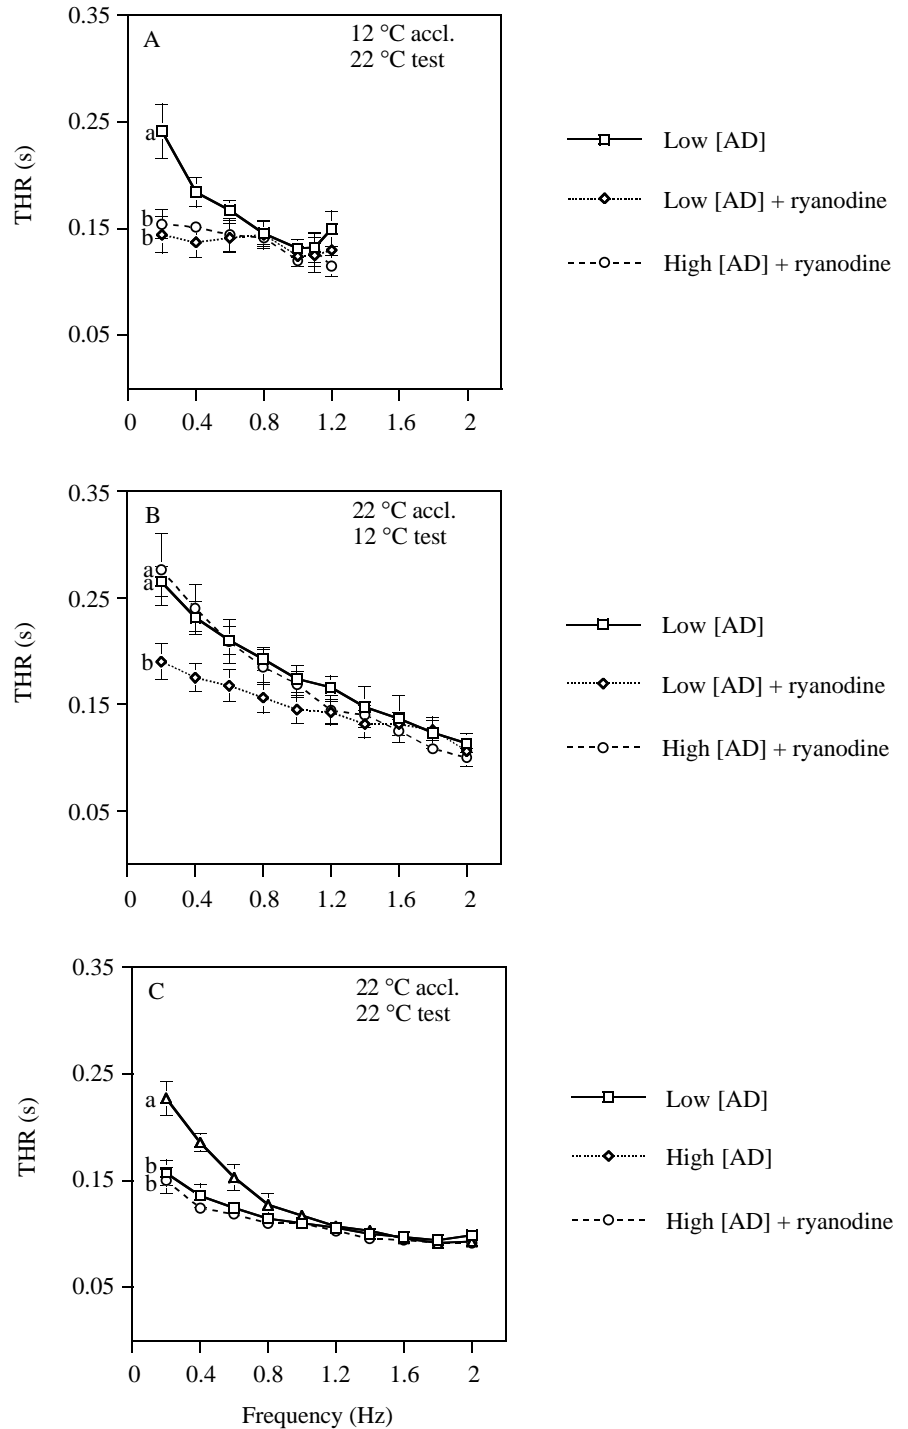 0.35
A
12 °C accl.
22 °C test
0.25
a
THR (s)
0.15
b
b
0.05
0 0.4 0.8 1.2 1.6 2
Low [AD]
Low [AD] + ryanodine
High [AD] + ryanodine
0.35
B
22 °C accl.
12 °C test
a
a
0.25
THR (s)
b
0.15
0.05
0 0.4 0.8 1.2 1.6 2
Low [AD]
Low [AD] + ryanodine
High [AD] + ryanodine
0.35
C
22 °C accl.
22 °C test
0.25
a
THR (s)
b
0.15
b
0.05
0 0.4 0.8 1.2 1.6 2
Frequency (Hz)
Low [AD]
High [AD]
High [AD] + ryanodine